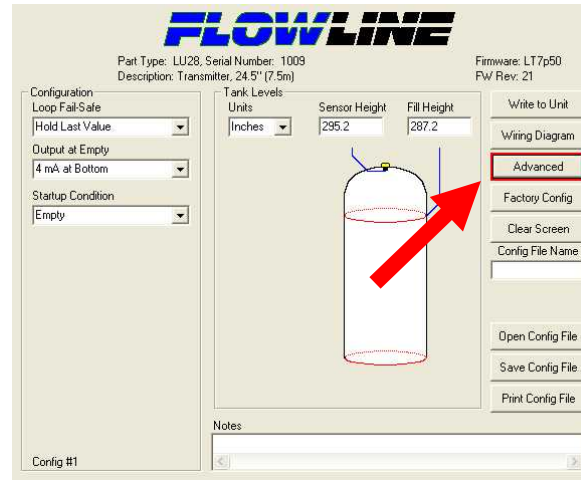 FLOWLINE
Part Type: LU28, Serial Number: 1009
Firmware: LT7p50
Description: Transmitter, 24.5" (7.5m)
FW Rev: 21
Configuration
Loop Fail-Safe
Hold Last Value
Output at Empty
4 mA at Bottom
Startup Condition
Empty
Config #1
Tank Levels
Units
Sensor Height
Fill Height
Inches
295.2
287.2
Notes
Write to Unit
Wiring Diagram
Advanced
Factory Config
Clear Screen
Config File Name
Open Config File
Save Config File
Print Config File